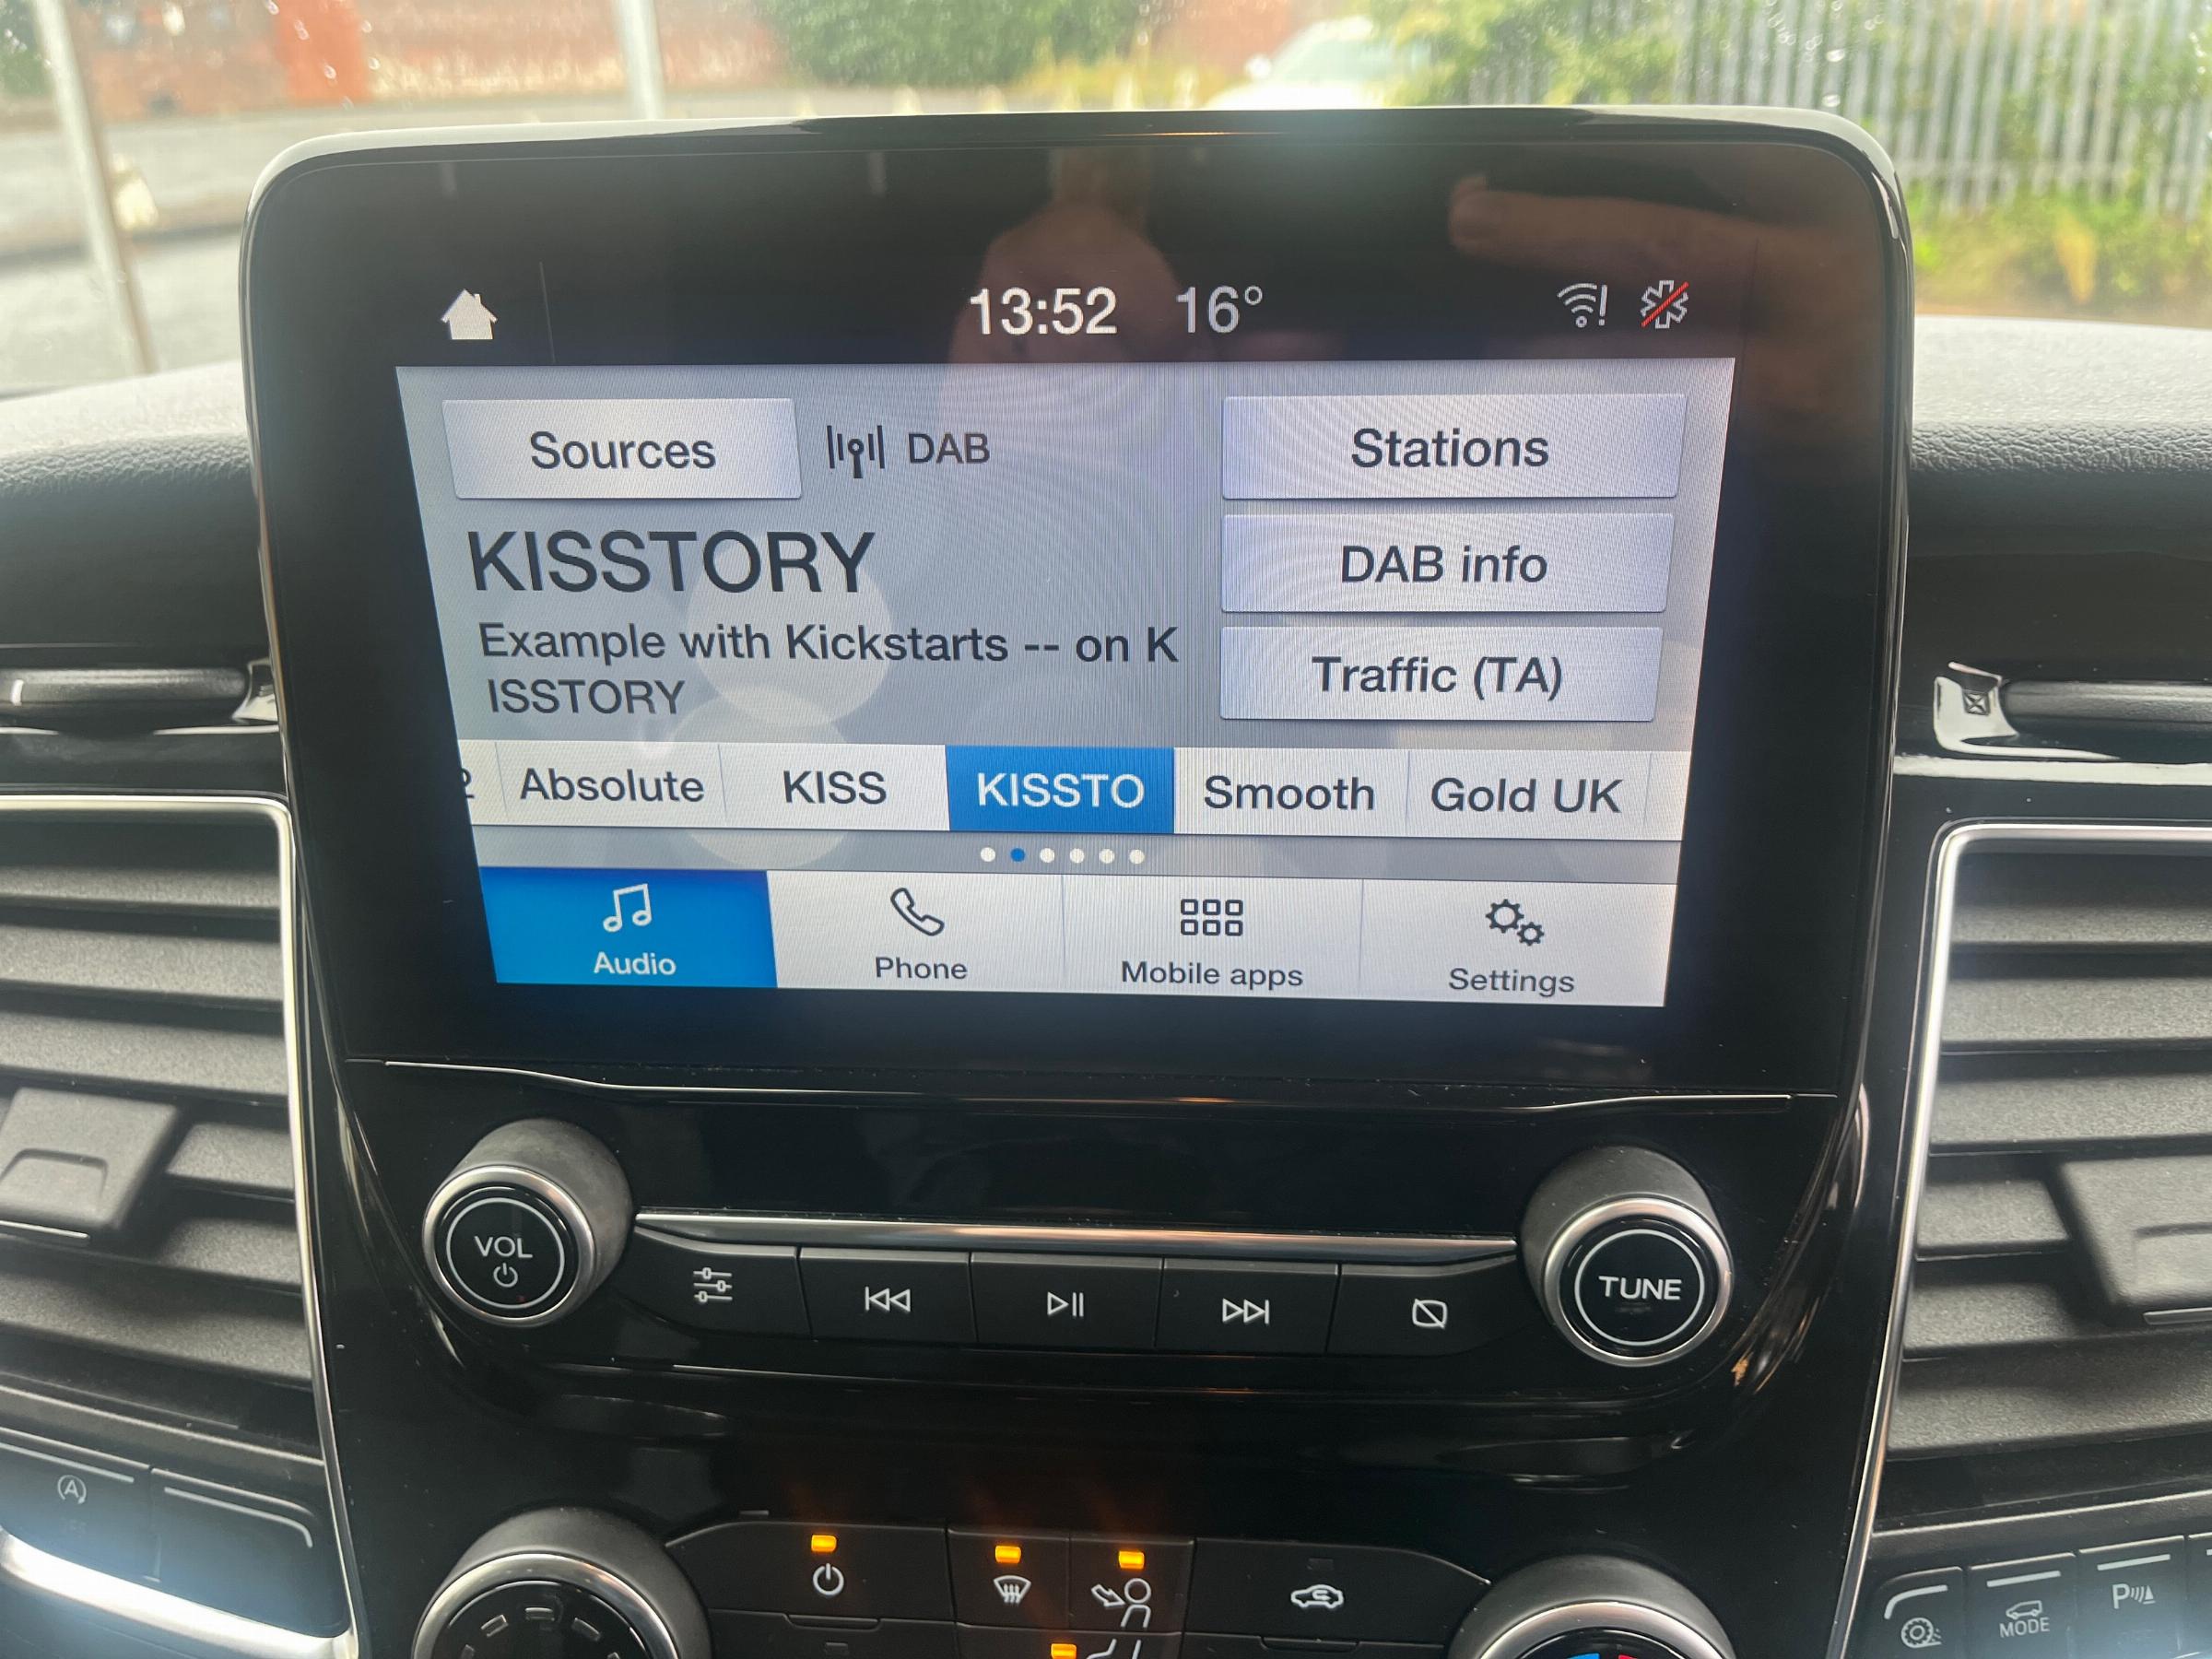 13:52 16°
Sources DAB Stations
KISSTORY
DAB info
Example with Kickstarts -- on K
ISSTORY
Traffic (TA)
2 Absolute KISS KISSTO Smooth Gold UK
Audio Phone Mobile apps Settings
VOL
TUNE
A
MODE
P